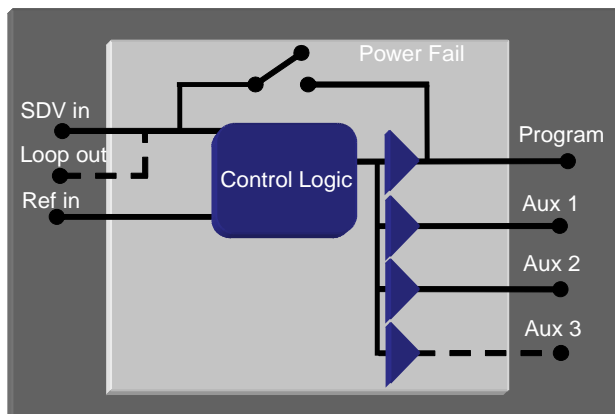 Power Fail
SDV in
Loop out
Ref in
Control Logic
Program
Aux 1
Aux 2
Aux 3